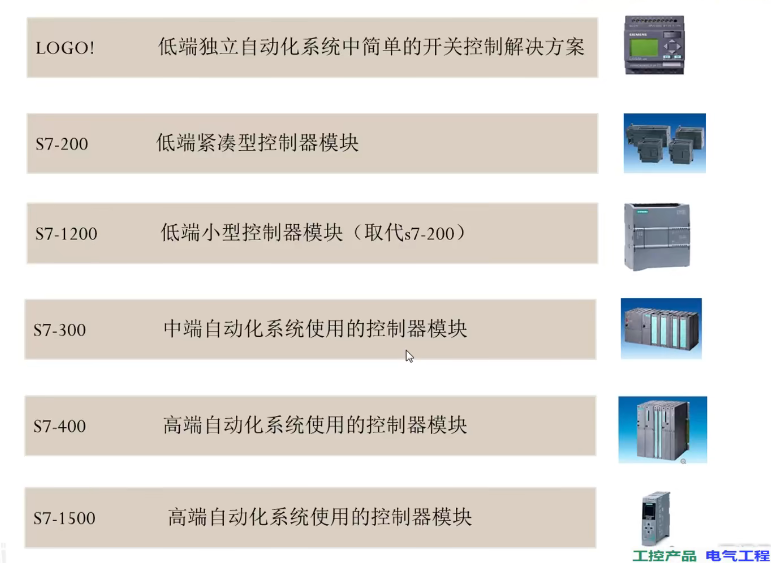 LOGO! 低端独立自动化系统中简单的开关控制解决方案
S7-200 低端紧凑型控制器模块
S7-1200 低端小型控制器模块（取代s7-200）
S7-300 中端自动化系统使用的控制器模块
S7-400 高端自动化系统使用的控制器模块
S7-1500 高端自动化系统使用的控制器模块
工控产品 电气工程